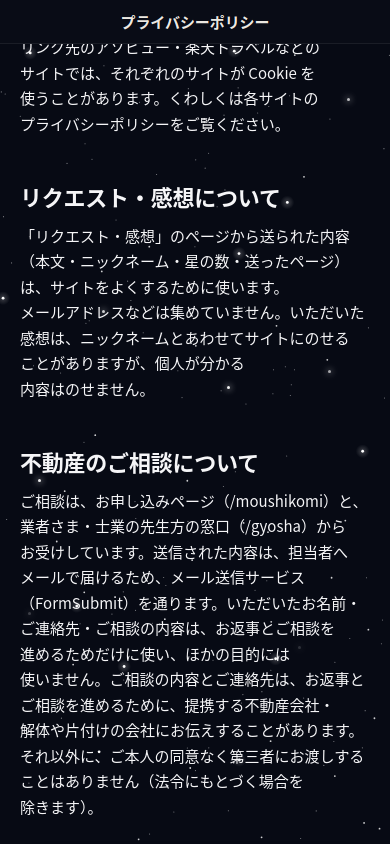 プライバシーポリシー
リンク先のアソビュー・楽天トラベルなどの
サイトでは、それぞれのサイトが Cookie を
使うことがあります。くわしくは各サイトの
プライバシーポリシーをご覧ください。
リクエスト・感想について
「リクエスト・感想」のページから送られた内容
（本文・ニックネーム・星の数・送ったページ）
は、サイトをよくするために使います。
メールアドレスなどは集めていません。いただいた
感想は、ニックネームとあわせてサイトにのせる
ことがありますが、個人が分かる
内容はのせません。
不動産のご相談について
ご相談は、お申し込みページ（/moushikomi）と、
業者さま・士業の先生方の窓口（/gyosha）から
お受けしています。送信された内容は、担当者へ
メールで届けるため、メール送信サービス
（FormSubmit）を通ります。いただいたお名前・
ご連絡先・ご相談の内容は、お返事とご相談を
進めるためだけに使い、ほかの目的には
使いません。ご相談の内容とご連絡先は、お返事と
ご相談を進めるために、提携する不動産会社・
解体や片付けの会社にお伝えすることがあります。
それ以外に、ご本人の同意なく第三者にお渡しする
ことはありません（法令にもとづく場合を
除きます）。